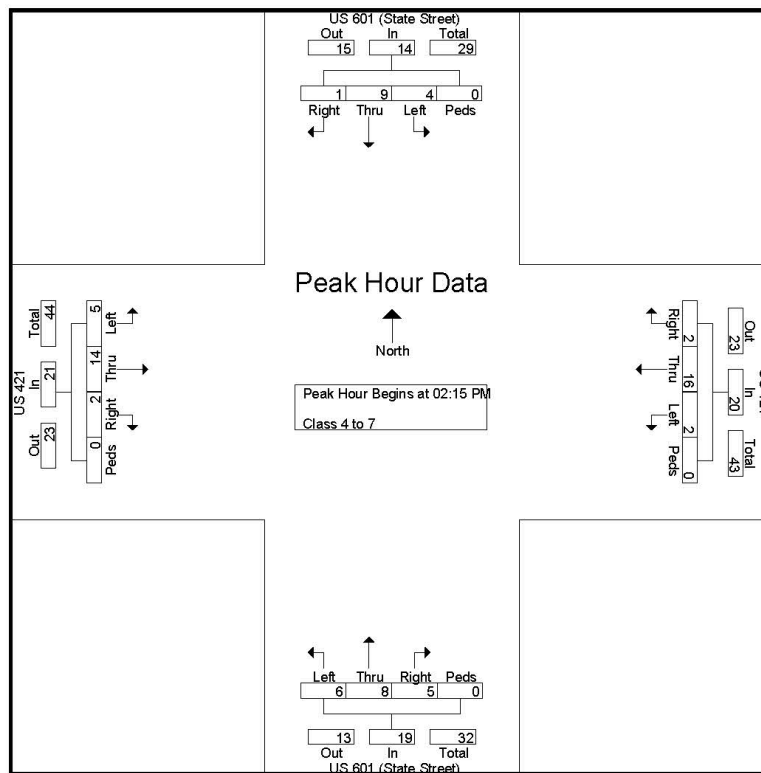 US 601 (State Street)
Out In Total
15 14 29
1 9 4 0
Right Thru Left Peds
Peak Hour Data
North
Peak Hour Begins at 02:15 PM
Class 4 to 7
US 421
Total In Out
44 21 23
5 14 2 0
Left Thru Right Peds
Right Thru Left Peds
2 16 2 0
23 20 43
Out In Total
Left Thru Right Peds
6 8 5 0
13 19 32
Out In Total
US 601 (State Street)